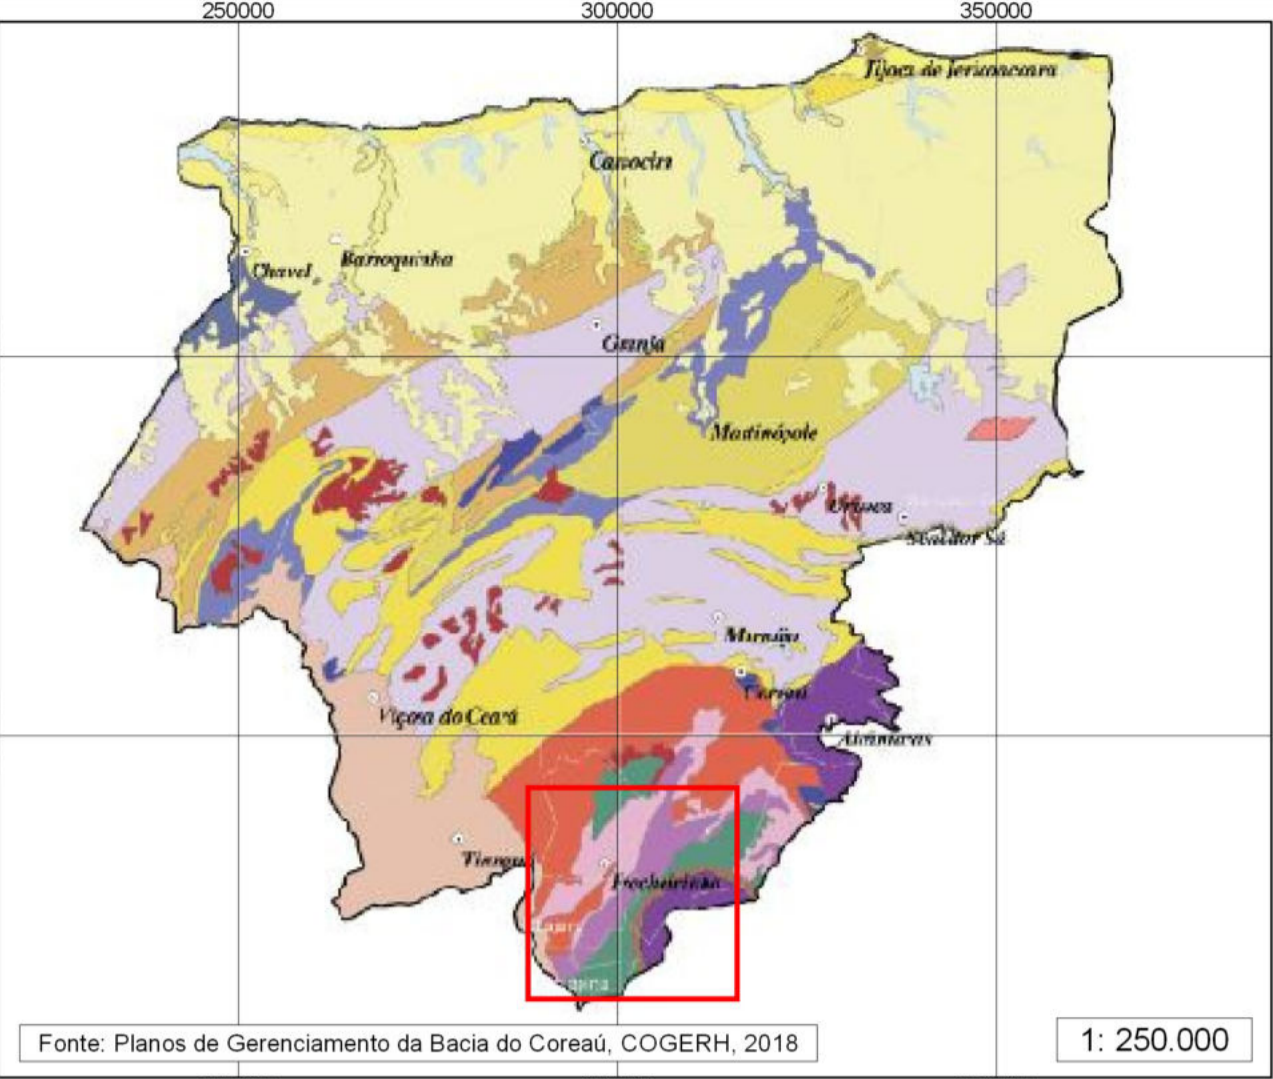 250000 300000 350000
Jijoca de Jericoacoara
Camocim
Barroquinha
Chaval
Granja
Martinópole
Uruoca
Senador Sá
Moraújo
Coreaú
Viçosa do Ceará
Alcântaras
Tianguá
Frecheirinha
Fonte: Planos de Gerenciamento da Bacia do Coreaú, COGERH, 2018
1: 250.000